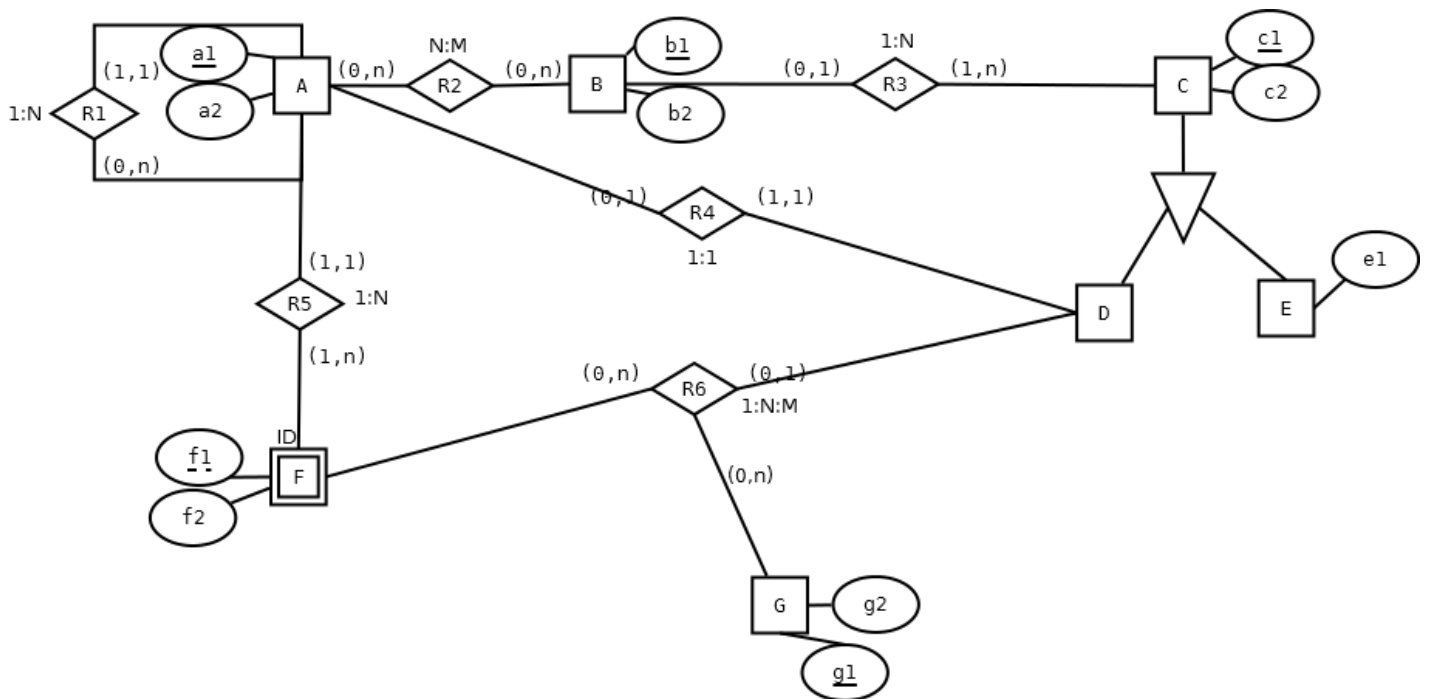 a1
a2
A
(1,1)
1:N
R1
(0,n)
(0,n)
N:M
R2
(0,n)
B
b1
b2
(0,1)
1:N
R3
(1,n)
C
c1
c2
(0,1)
R4
(1,1)
1:1
(1,1)
R5
1:N
(1,n)
D
E
e1
(0,n)
R6
(0,1)
1:N:M
ID
f1
F
f2
(0,n)
G
g2
g1